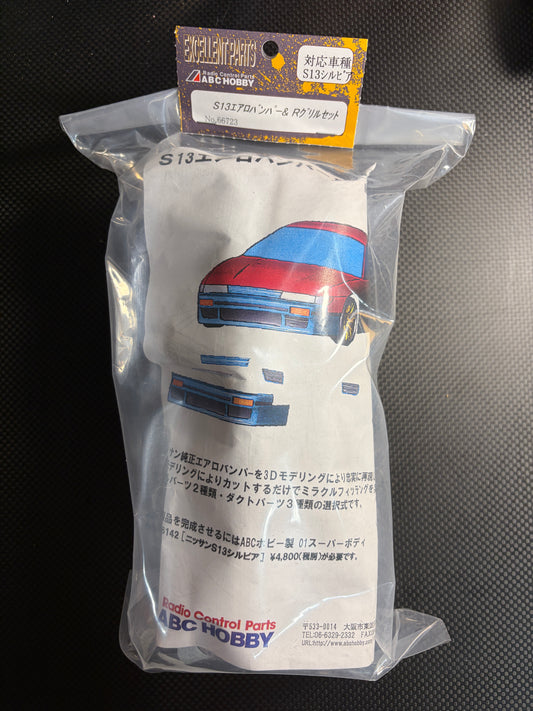 EXCELLENT PARTS
Radio Control Parts
ABC HOBBY
対応車種
S13シルビア
S13エアロバンパー& Rグリルセット
No.66723
S13エアロバンパ
サン純正エアロバンパーを3Dモデリングにより忠実に再
デリングによりカットするだけでミラクルフィッティングを
パーツ2種類・ダクトパーツ3種類の選択式です。
品を完成させるにはABCホビー製 01スーパーボディ
142［ニッサンS13シルビア］¥4,800(税別)が必要です。
Radio Control Parts
ABC HOBBY
〒533-0014 大阪市東
TEL:06-6329-2332 FAX
URL:http://www.abchobby.com